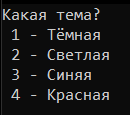 Какая тема?
1 - Тёмная
2 - Светлая
3 - Синяя
4 - Красная